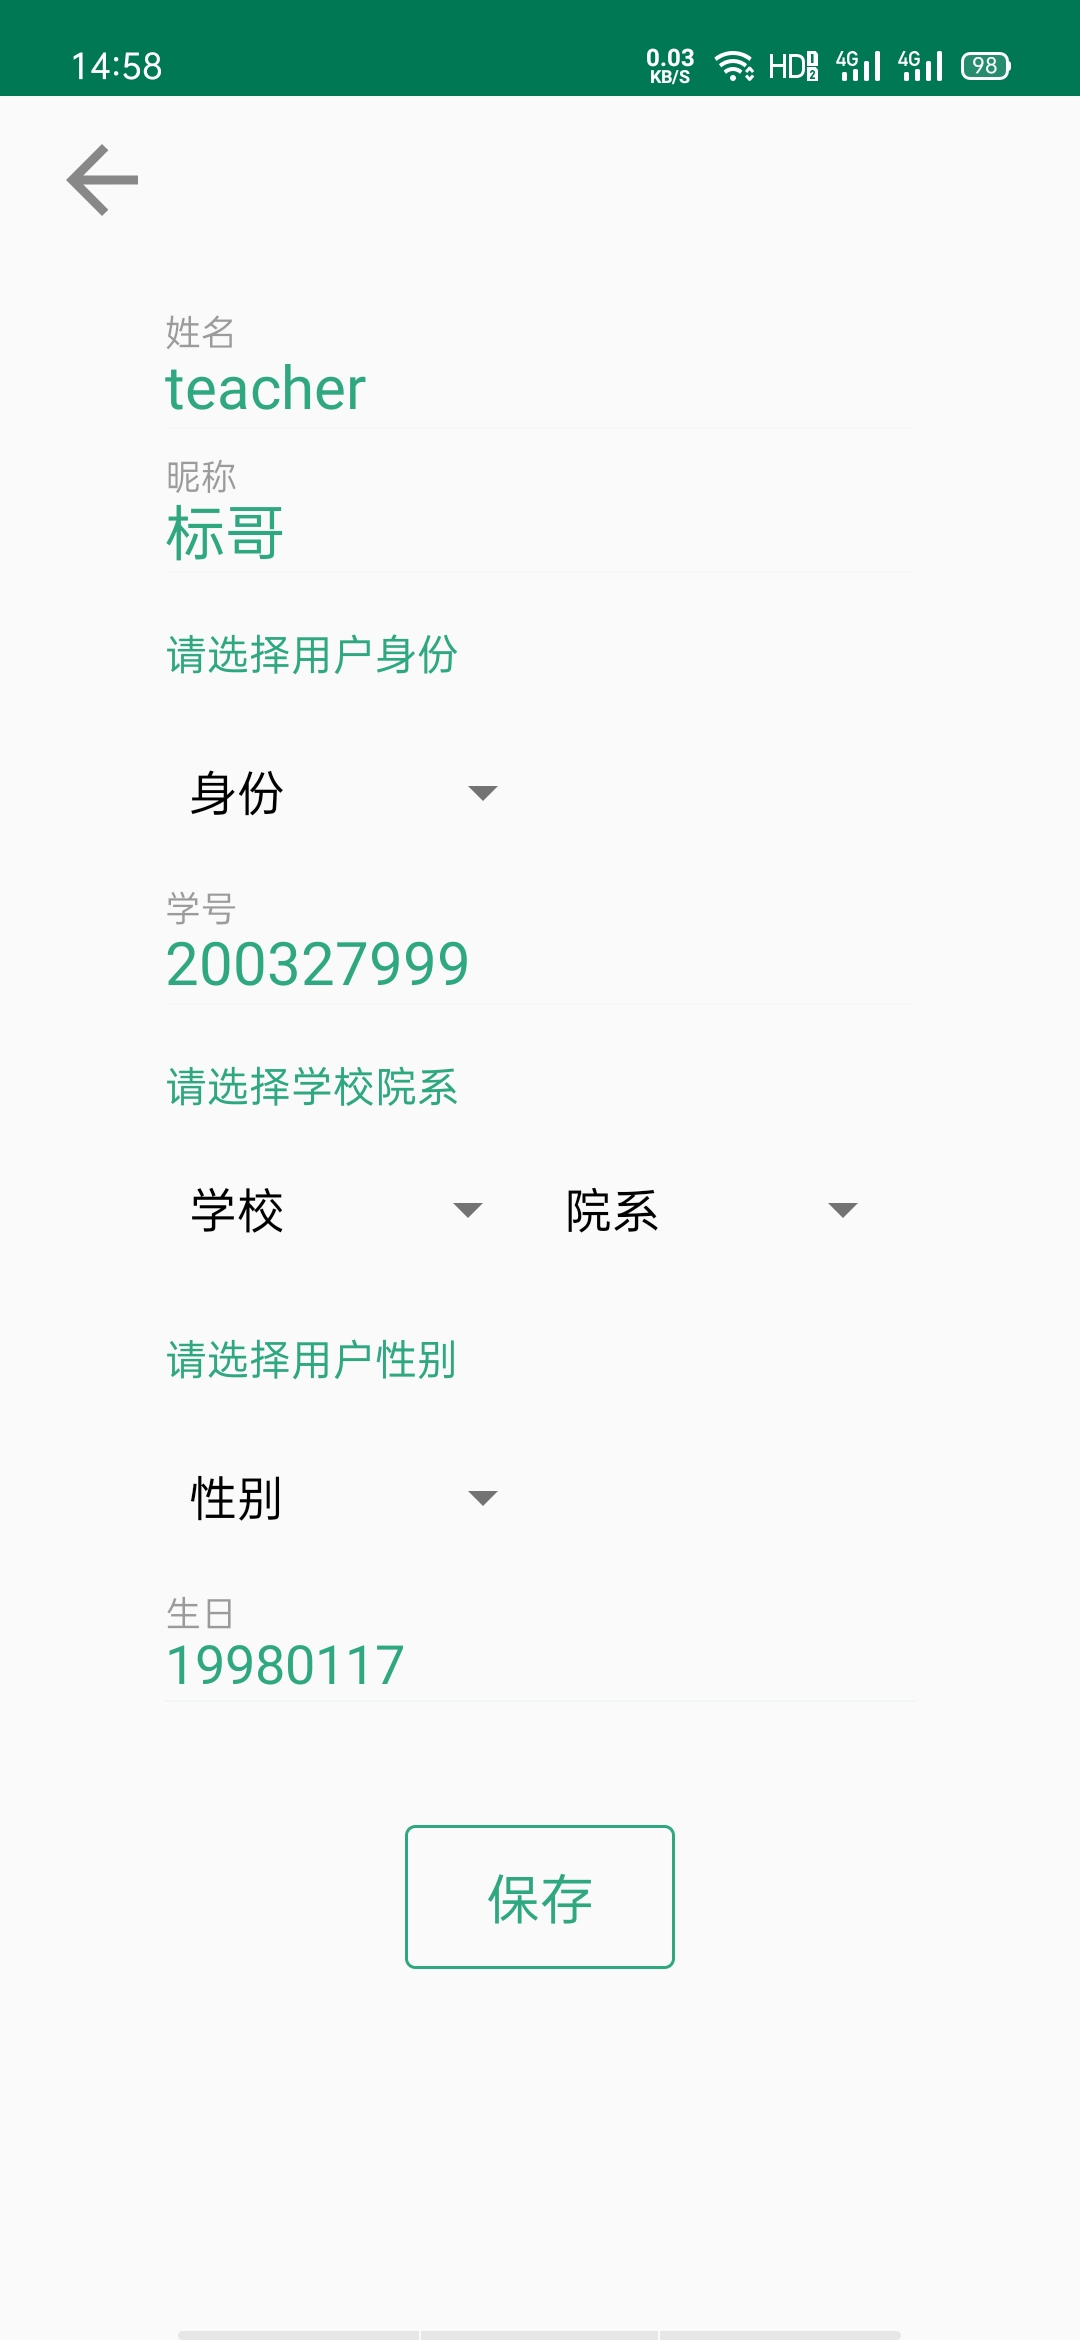 14:58 0.03 KB/S HD 1 2 4G 4G 98
姓名
teacher
昵称
标哥
请选择用户身份
身份
学号
200327999
请选择学校院系
学校 院系
请选择用户性别
性别
生日
19980117
保存